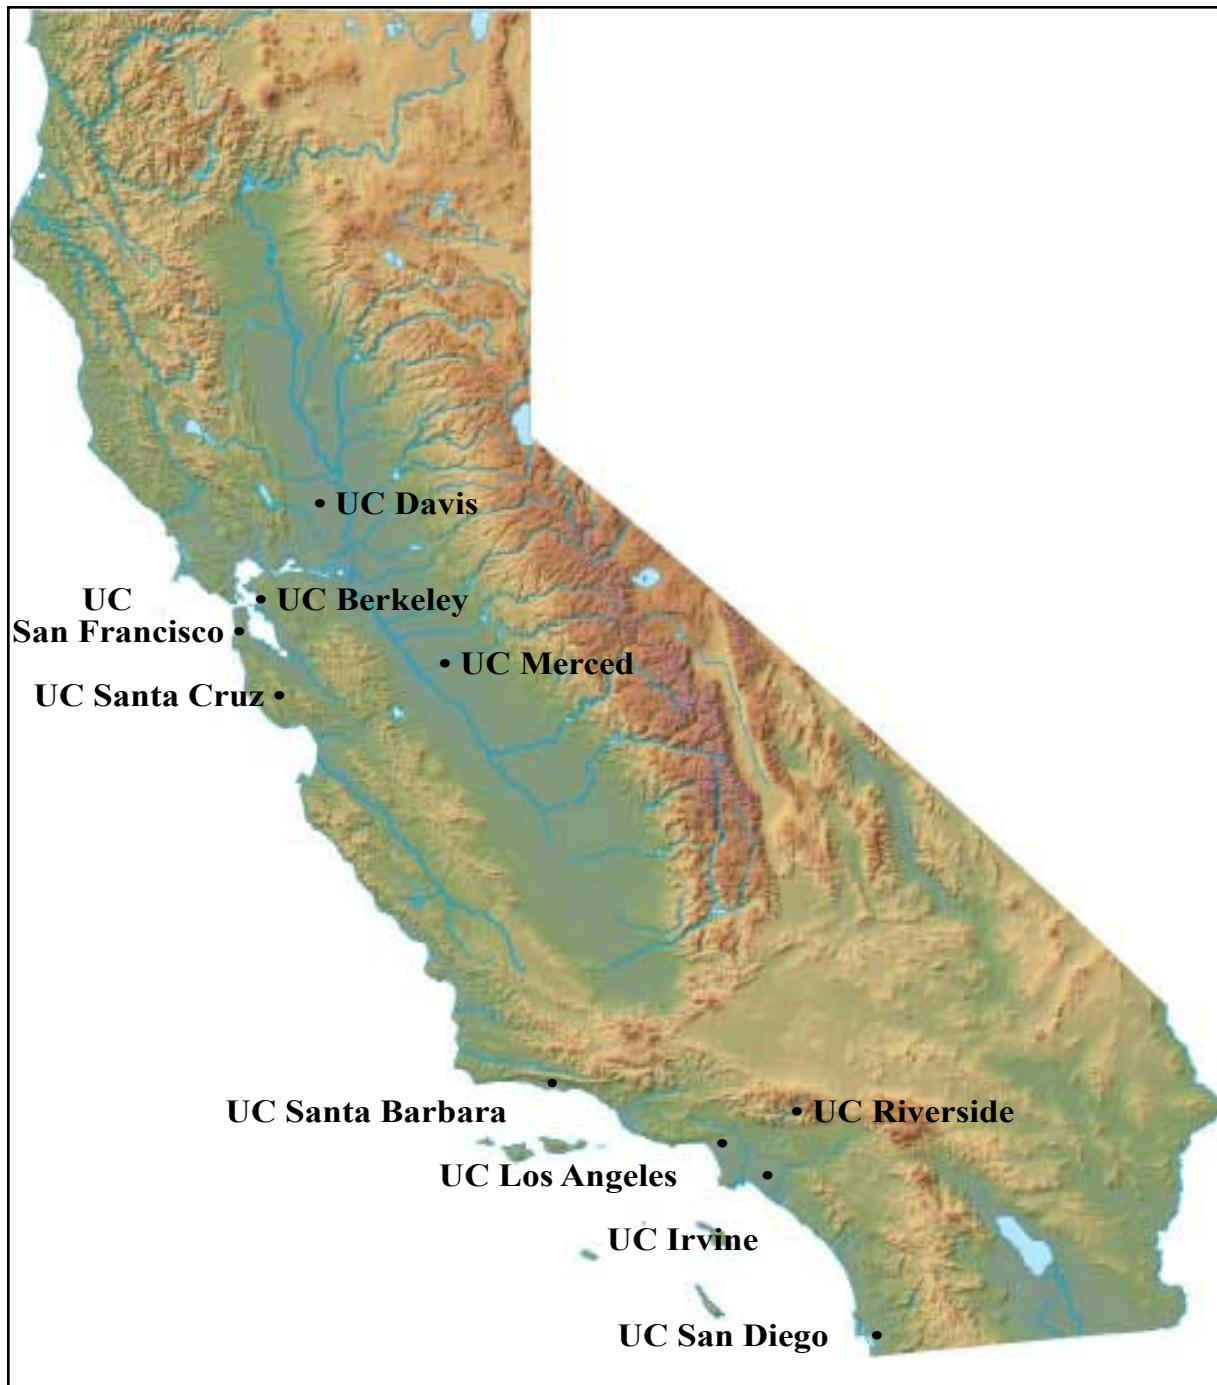 UC Davis
UC Berkeley
UC
San Francisco
UC Merced
UC Santa Cruz
UC Santa Barbara
UC Riverside
UC Los Angeles
UC Irvine
UC San Diego